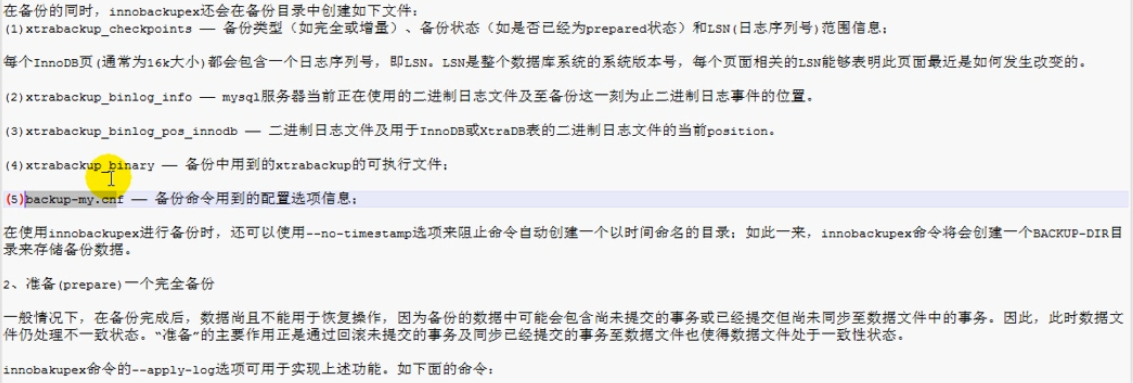 在备份的同时，innobackupex还会在备份目录中创建如下文件：
(1)xtrabackup_checkpoints — 备份类型（如完全或增量）、备份状态（如是否已经为prepared状态）和LSN(日志序列号)范围信息；
每个InnoDB页(通常为16k大小)都会包含一个日志序列号，即LSN。LSN是整个数据库系统的系统版本号，每个页面相关的LSN能够表明此页面最近是如何发生改变的。
(2)xtrabackup_binlog_info — mysql服务器当前正在使用的二进制日志文件及至备份这一刻为止二进制日志事件的位置。
(3)xtrabackup_binlog_pos_innodb — 二进制日志文件及用于InnoDB或XtraDB表的二进制日志文件的当前position。
(4)xtrabackup_binary — 备份中用到的xtrabackup的可执行文件；
(5)backup-my.cnf — 备份命令用到的配置选项信息；
在使用innobackupex进行备份时，还可以使用--no-timestamp选项来阻止命令自动创建一个以时间命名的目录；如此一来，innobackupex命令将会创建一个BACKUP-DIR目
录来存储备份数据。
2、准备(prepare)一个完全备份
一般情况下，在备份完成后，数据尚且不能用于恢复操作，因为备份的数据中可能会包含尚未提交的事务或已经提交但尚未同步至数据文件中的事务。因此，此时数据文
件仍处理不一致状态。“准备”的主要作用正是通过回滚未提交的事务及同步已经提交的事务至数据文件也使得数据文件处于一致性状态。
innobakupex命令的--apply-log选项可用于实现上述功能。如下面的命令：